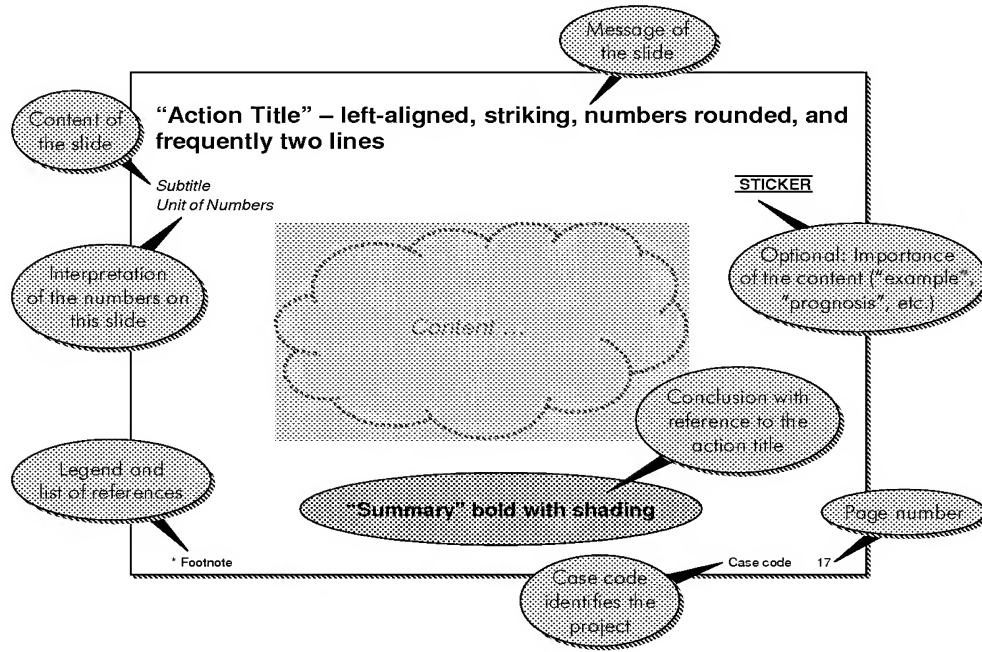 Message of
the slide
"Action Title" – left-aligned, striking, numbers rounded, and
frequently two lines
Content of
the slide
Subtitle
Unit of Numbers
STICKER
Interpretation
of the numbers on
this slide
Optional: Importance
of the content ("example",
"prognosis", etc.)
Content ...
Conclusion with
reference to the
action title
Legend and
list of references
"Summary" bold with shading
Page number
* Footnote
Case code
17
Case code
identifies the
project